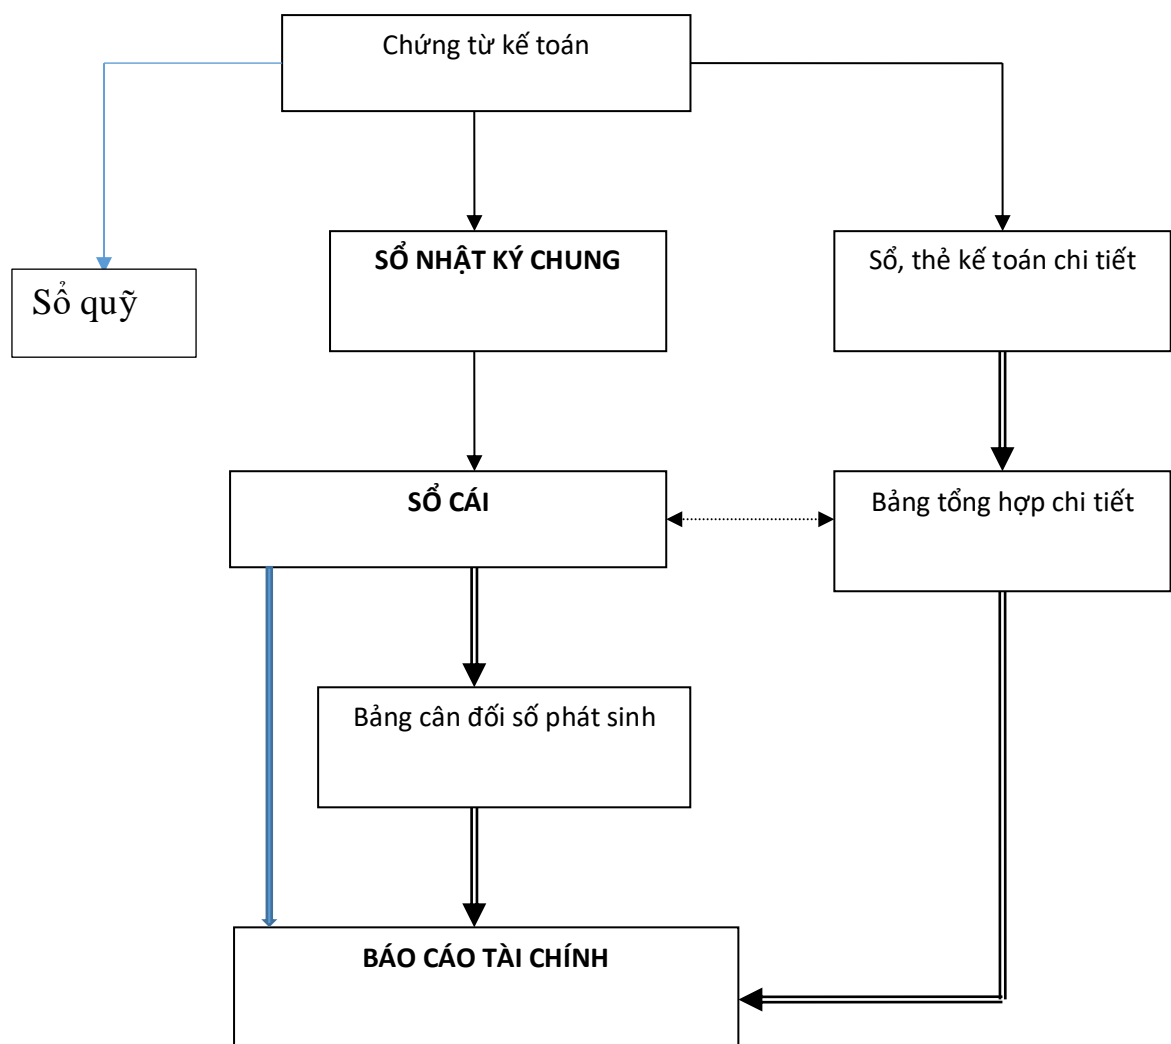 Chứng từ kế toán
SỔ NHẬT KÝ CHUNG
Sổ, thẻ kế toán chi tiết
Sổ quỹ
SỔ CÁI
Bảng tổng hợp chi tiết
Bảng cân đối số phát sinh
BÁO CÁO TÀI CHÍNH